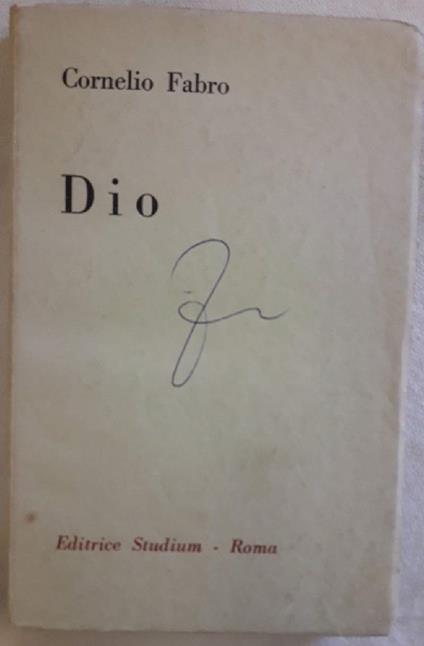 Cornelio Fabro
Dio
Editrice Studium - Roma